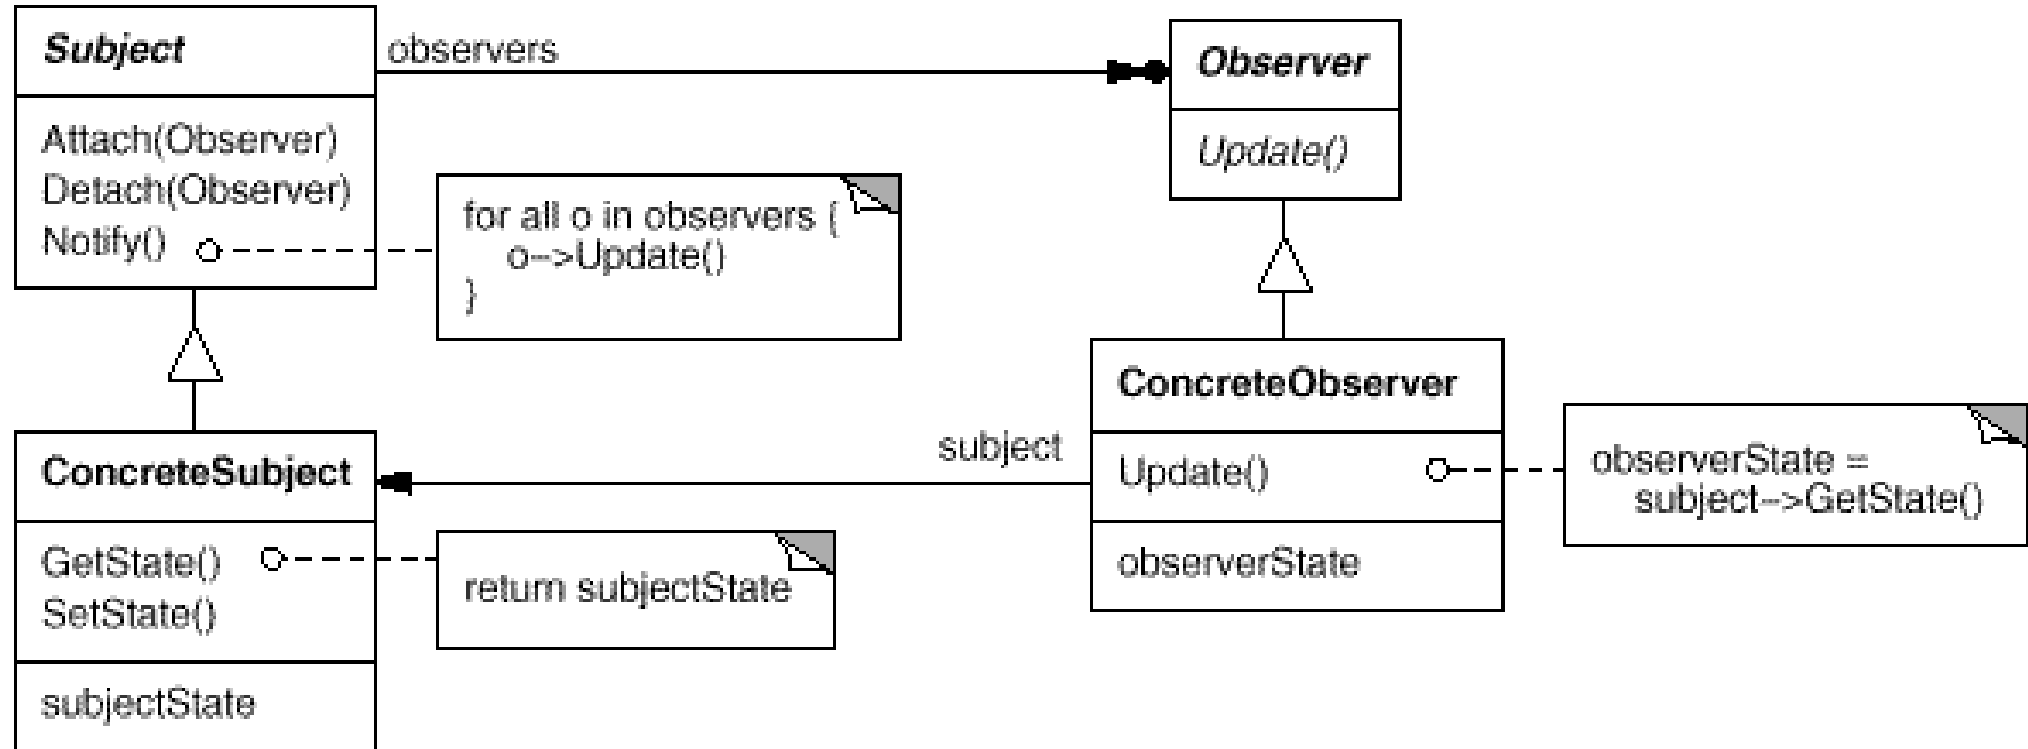 Subject
Attach(Observer)
Detach(Observer)
Notify()
observers
for all o in observers {
o-->Update()
}
Observer
Update()
ConcreteSubject
GetState()
SetState()
subjectState
return subjectState
subject
ConcreteObserver
Update()
observerState
observerState =
subject-->GetState()